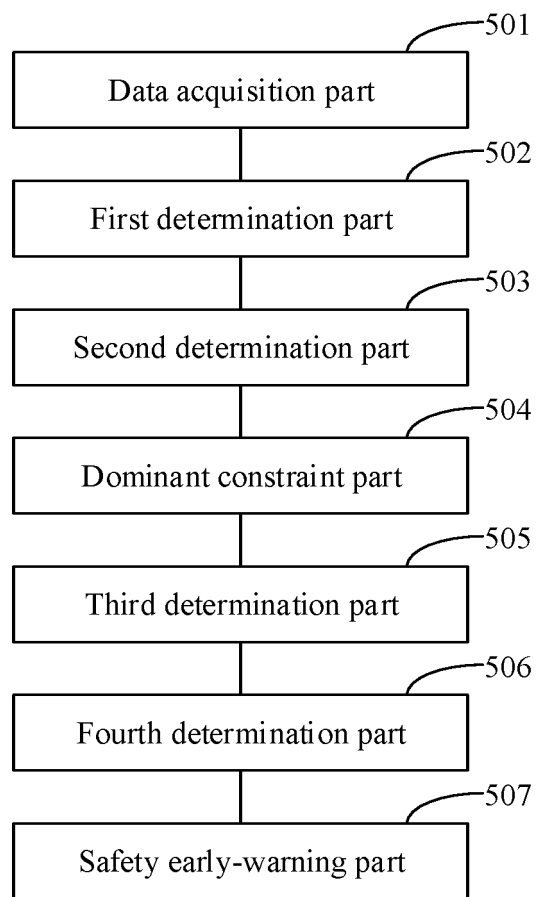 501
Data acquisition part
502
First determination part
503
Second determination part
504
Dominant constraint part
505
Third determination part
506
Fourth determination part
507
Safety early-warning part